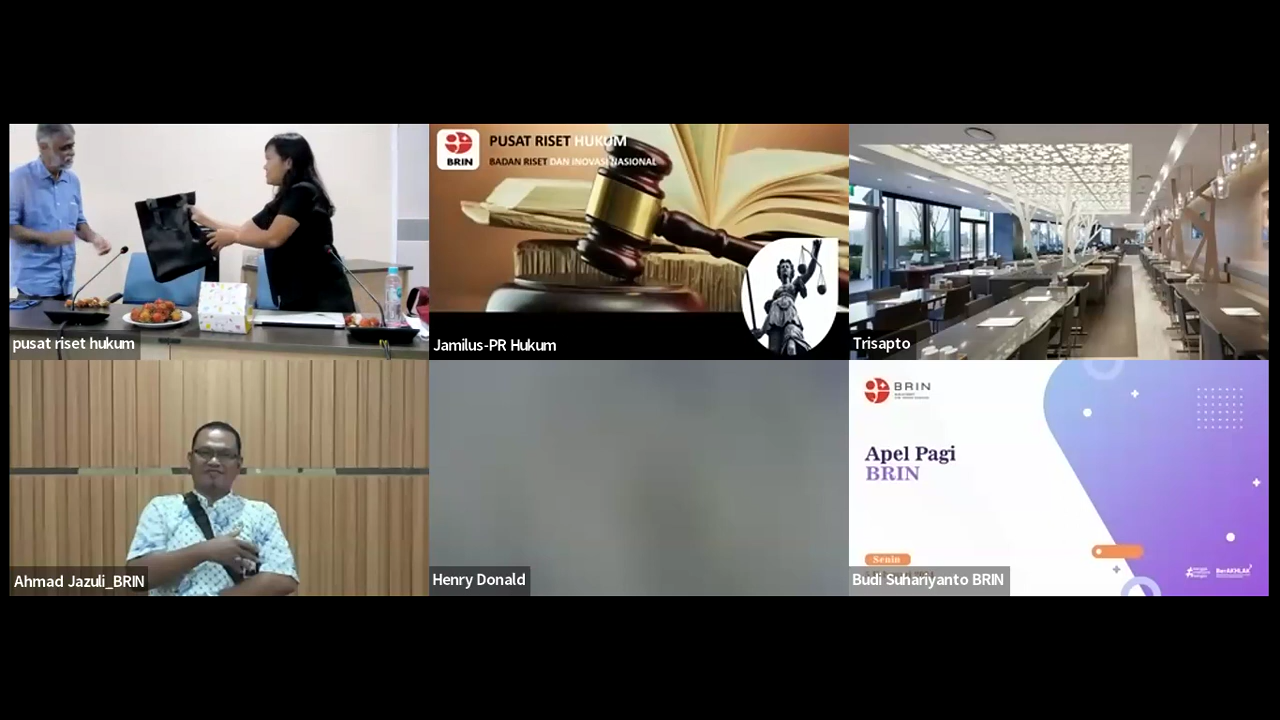 PUSAT RISET HUKUM
BADAN RISET DAN INOVASI NASIONAL
BRIN
pusat riset hukum
Jamilus-PR Hukum
Trisapto
BRIN
Apel Pagi
BRIN
Senin
BerAKHLAK
Ahmad Jazuli_BRIN
Henry Donald
Budi Suhariyanto BRIN